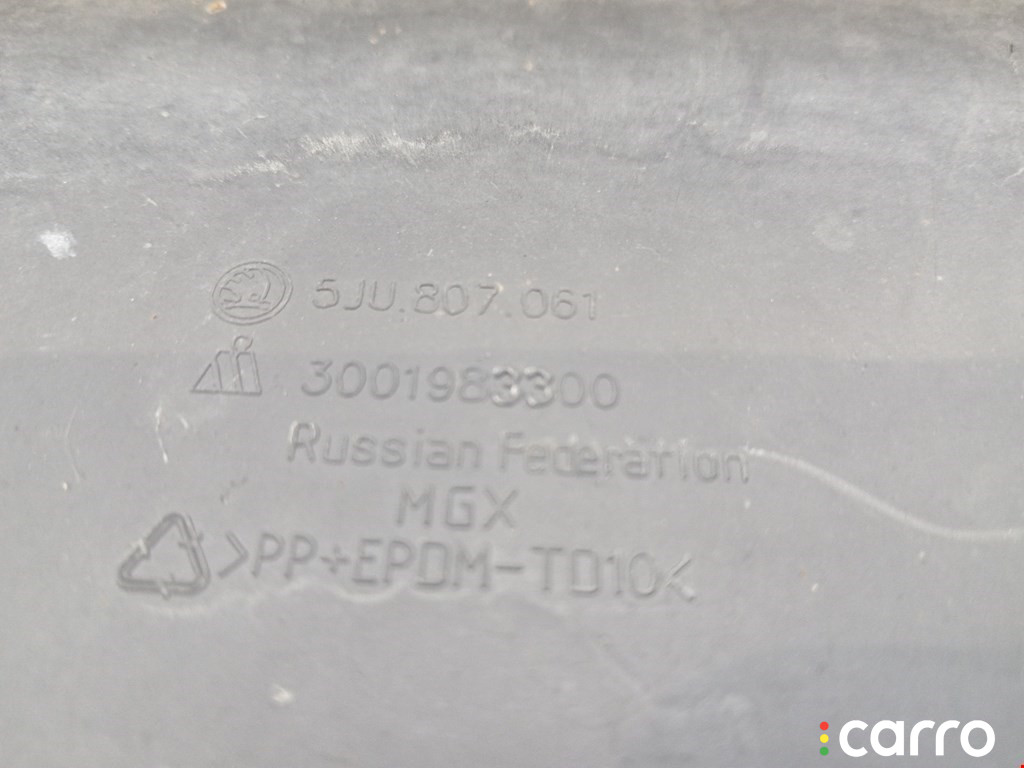 5JU.807.061
3001983300
Russian Federation
MGX
>PP+EPDM-TD10<
carro